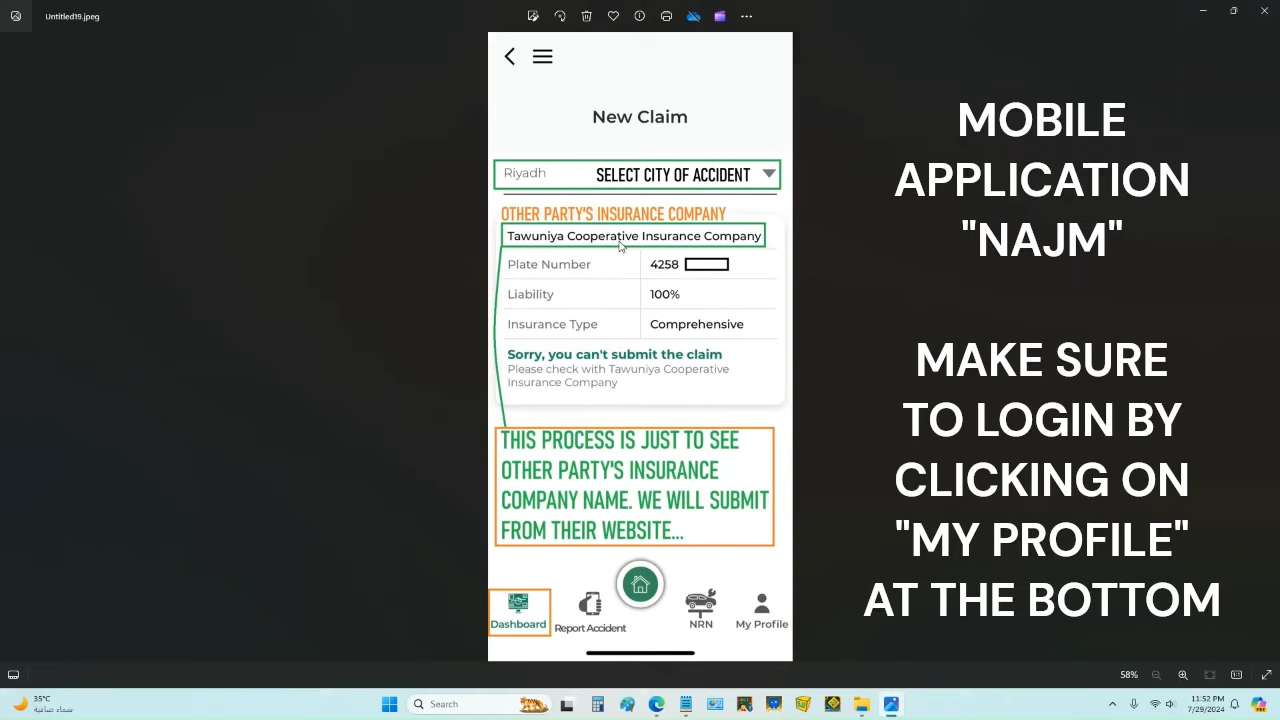 Untitled19.jpeg
New Claim
Riyadh
SELECT CITY OF ACCIDENT
OTHER PARTY'S INSURANCE COMPANY
Tawuniya Cooperative Insurance Company
Plate Number 4258
Liability 100%
Insurance Type Comprehensive
Sorry, you can't submit the claim
Please check with Tawuniya Cooperative
Insurance Company
THIS PROCESS IS JUST TO SEE
OTHER PARTY'S INSURANCE
COMPANY NAME. WE WILL SUBMIT
FROM THEIR WEBSITE...
Dashboard
Report Accident
NRN
My Profile
MOBILE
APPLICATION
"NAJM"
MAKE SURE
TO LOGIN BY
CLICKING ON
"MY PROFILE"
AT THE BOTTOM
58%
35°C
سماء صافية
Search
11:52 PM
7/29/2024